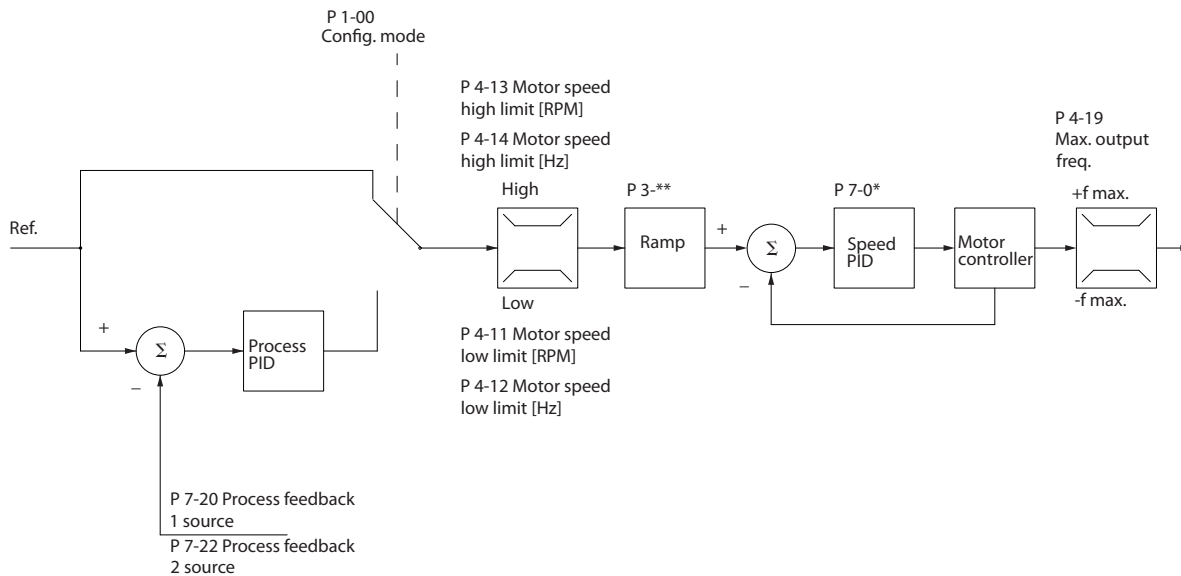 P 1-00
Config. mode
P 4-13 Motor speed
high limit [RPM]
P 4-14 Motor speed
high limit [Hz]
P 4-19
Max. output
freq.
High
P 3-**
P 7-0*
+f max.
Ref.
+
Ramp
Σ
Speed
PID
Motor
controller
−
Low
-f max.
+
Σ
Process
PID
−
P 4-11 Motor speed
low limit [RPM]
P 4-12 Motor speed
low limit [Hz]
P 7-20 Process feedback
1 source
P 7-22 Process feedback
2 source